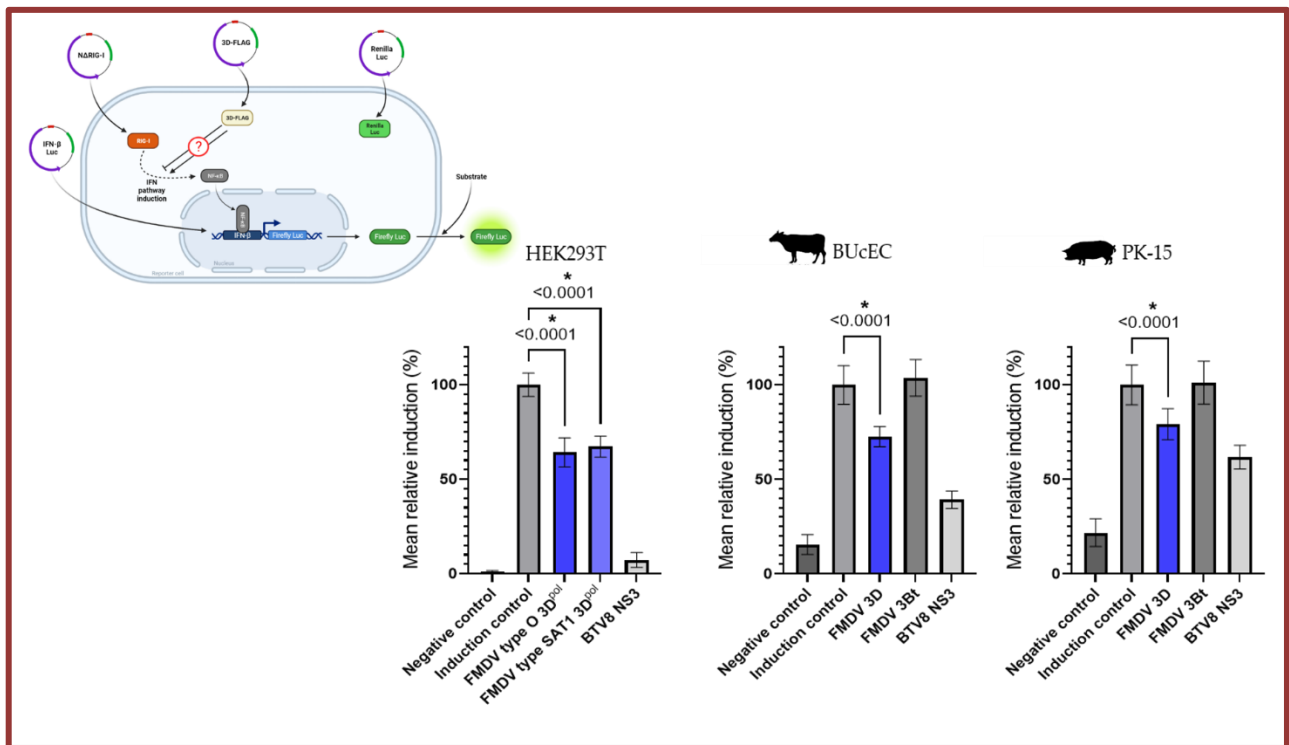 NΔRIG-I
3D-FLAG
Renilla
Luc
IFN-β
Luc
RIG-I
3D-FLAG
?
Renilla
Luc
IFN
pathway
induction
NF-κB
NF-κB
IFN-β
Firefly Luc
Nucleus
Reporter cell
Firefly Luc
Substrate
Firefly Luc
HEK293T
*
<0.0001
*
<0.0001
Mean relative induction (%)
100
50
0
Negative control
Induction control
FMDV type O 3Dpol
FMDV type SAT1 3Dpol
BTV8 NS3
BUcEC
*
<0.0001
Mean relative induction (%)
100
50
0
Negative control
Induction control
FMDV 3D
FMDV 3Bt
BTV8 NS3
PK-15
*
<0.0001
Mean relative induction (%)
100
50
0
Negative control
Induction control
FMDV 3D
FMDV 3Bt
BTV8 NS3